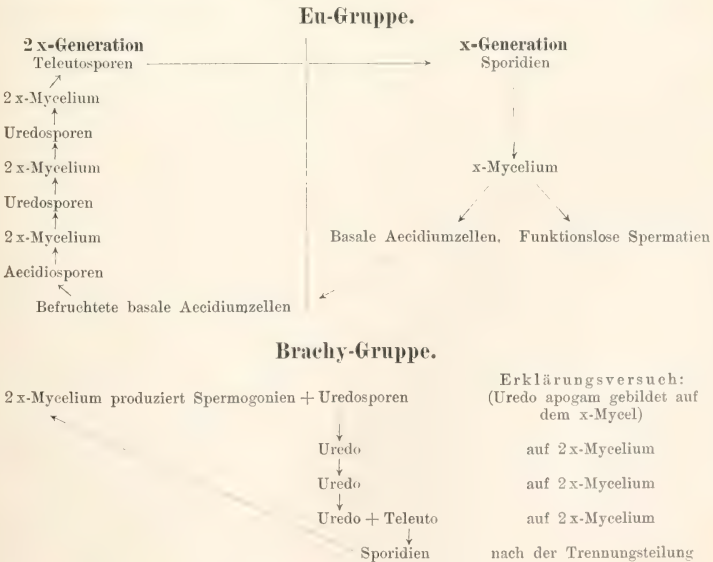 Eu-Gruppe.
2 x-Generation
x-Generation
Teleutosporen
Sporidien
2 x-Mycelium
Uredosporen
2 x-Mycelium
x-Mycelium
Uredosporen
2 x-Mycelium
Basale Aecidiumzellen, Funktionslose Spermatien
Aecidiosporen
Befruchtete basale Aecidiumzellen
Brachy-Gruppe.
Erklärungsversuch:
2 x-Mycelium produziert Spermogonien + Uredosporen
(Uredo apogam gebildet auf
dem x-Mycel)
Uredo
auf 2 x-Mycelium
Uredo
auf 2 x-Mycelium
Uredo + Teleuto
auf 2 x-Mycelium
Sporidien
nach der Trennungsteilung